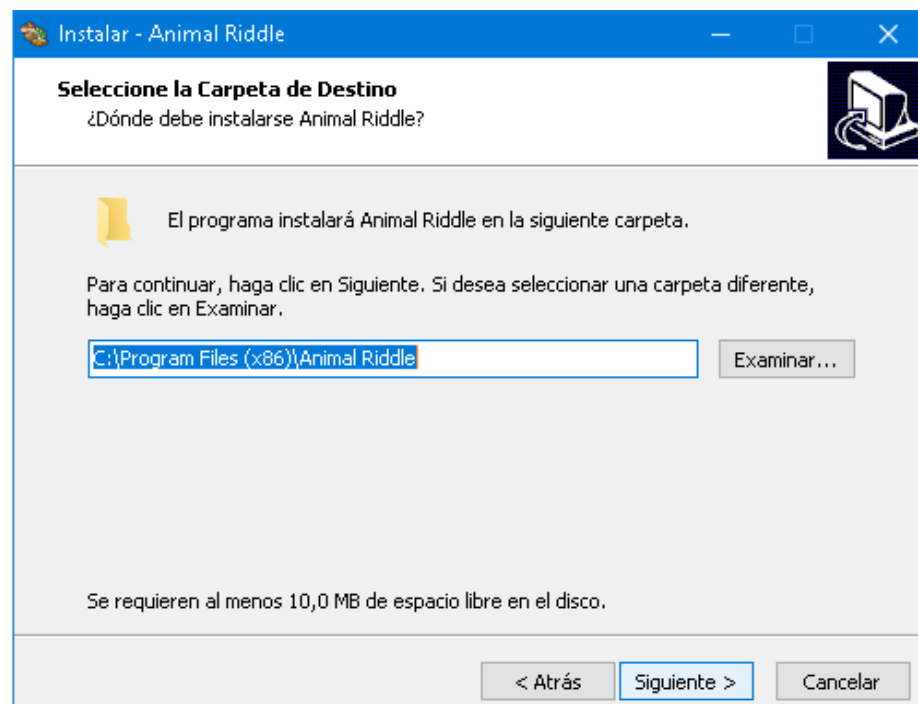 Instalar - Animal Riddle
Seleccione la Carpeta de Destino
¿Dónde debe instalarse Animal Riddle?
El programa instalará Animal Riddle en la siguiente carpeta.
Para continuar, haga clic en Siguiente. Si desea seleccionar una carpeta diferente,
haga clic en Examinar.
C:\Program Files (x86)\Animal Riddle
Examinar...
Se requieren al menos 10,0 MB de espacio libre en el disco.
< Atrás
Siguiente >
Cancelar